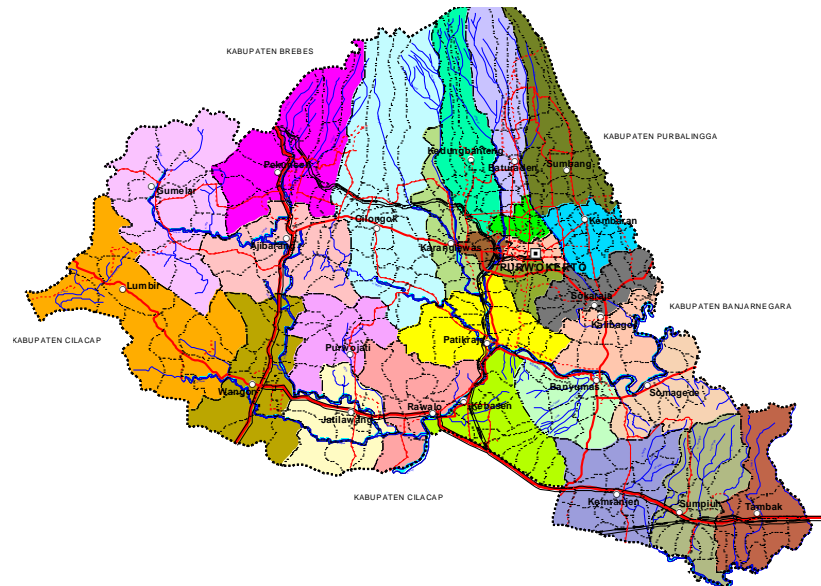 KABUPATEN BREBES
KABUPATEN PURBALINGGA
Kedungbanteng
Baturaden
Sumbang
Pekuncen
Gumelar
Cilongok
Kembaran
Ajibarang
Karanglewas
PURWOKERTO
Lumbir
Sokaraja
KABUPATEN BANJARNEGARA
Kalibagor
KABUPATEN CILACAP
Purwojati
Patikraja
Banyumas
Somagede
Wangon
Jatilawang
Rawalo
Kebasen
KABUPATEN CILACAP
Kemranjen
Sumpiuh
Tambak